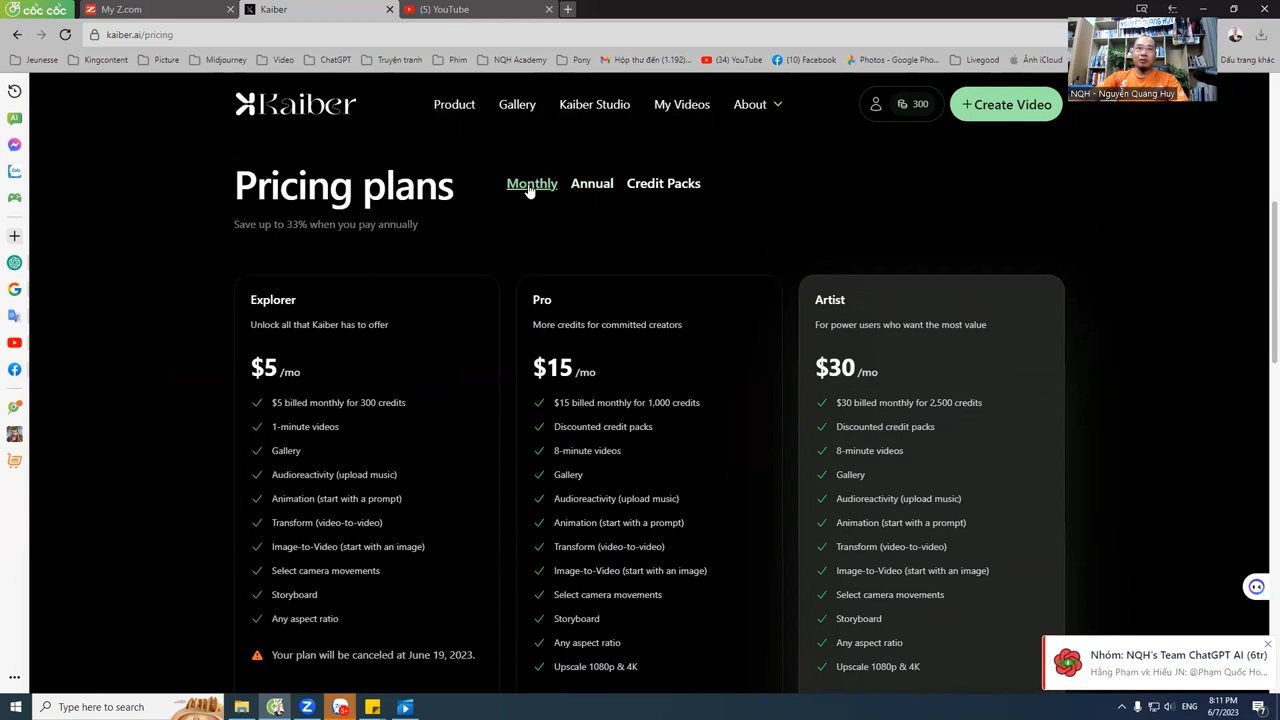 CỐC CỐC
My Z.com
Kaiber
(5) YouTube
kaiber.ai/pricing
Jeunesse
Kingcontent
Picture
Midjourney
Video
ChatGPT
Truyện tranh
Phim
NQH Academy
Pony
Hộp thư đến (1.192)...
(34) YouTube
(10) Facebook
Google Photos - Google Pho...
Livegood
Ảnh iCloud
Dấu trang khác
NGUYỄN QUANG HUY
NQH - Nguyễn Quang Huy
Kaiber
Product
Gallery
Kaiber Studio
My Videos
About
300
+ Create Video
Pricing plans
Monthly
Annual
Credit Packs
Save up to 33% when you pay annually
Explorer
Unlock all that Kaiber has to offer
$5 /mo
$5 billed monthly for 300 credits
1-minute videos
Gallery
Audioreactivity (upload music)
Animation (start with a prompt)
Transform (video-to-video)
Image-to-Video (start with an image)
Select camera movements
Storyboard
Any aspect ratio
Your plan will be canceled at June 19, 2023.
Pro
More credits for committed creators
$15 /mo
$15 billed monthly for 1,000 credits
Discounted credit packs
8-minute videos
Gallery
Audioreactivity (upload music)
Animation (start with a prompt)
Transform (video-to-video)
Image-to-Video (start with an image)
Select camera movements
Storyboard
Any aspect ratio
Upscale 1080p & 4K
Artist
For power users who want the most value
$30 /mo
$30 billed monthly for 2,500 credits
Discounted credit packs
8-minute videos
Gallery
Audioreactivity (upload music)
Animation (start with a prompt)
Transform (video-to-video)
Image-to-Video (start with an image)
Select camera movements
Storyboard
Any aspect ratio
Upscale 1080p & 4K
Nhóm: NQH's Team ChatGPT AI (6tr)
Hằng Phạm vk Hiếu JN: @Phạm Quốc Ho...
Type here to search
ENG
8:11 PM
6/7/2023